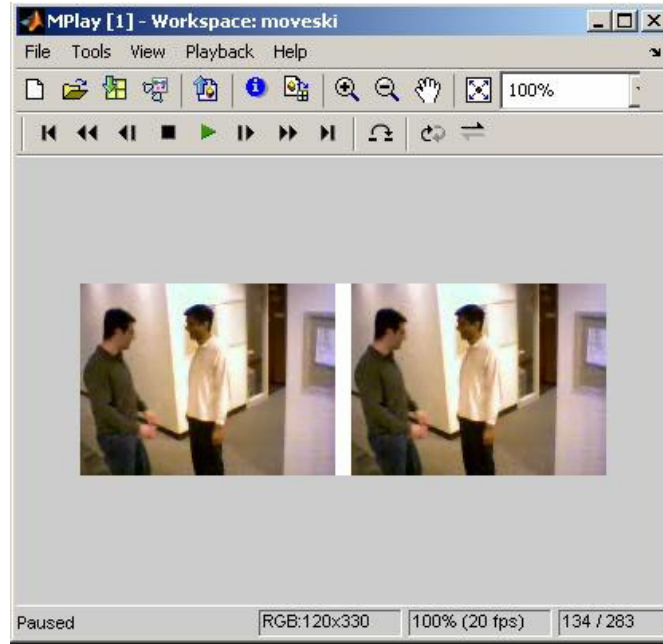 MPlay [1] - Workspace: moveski
File Tools View Playback Help
100%
Paused RGB:120x330 100% (20 fps) 134 / 283